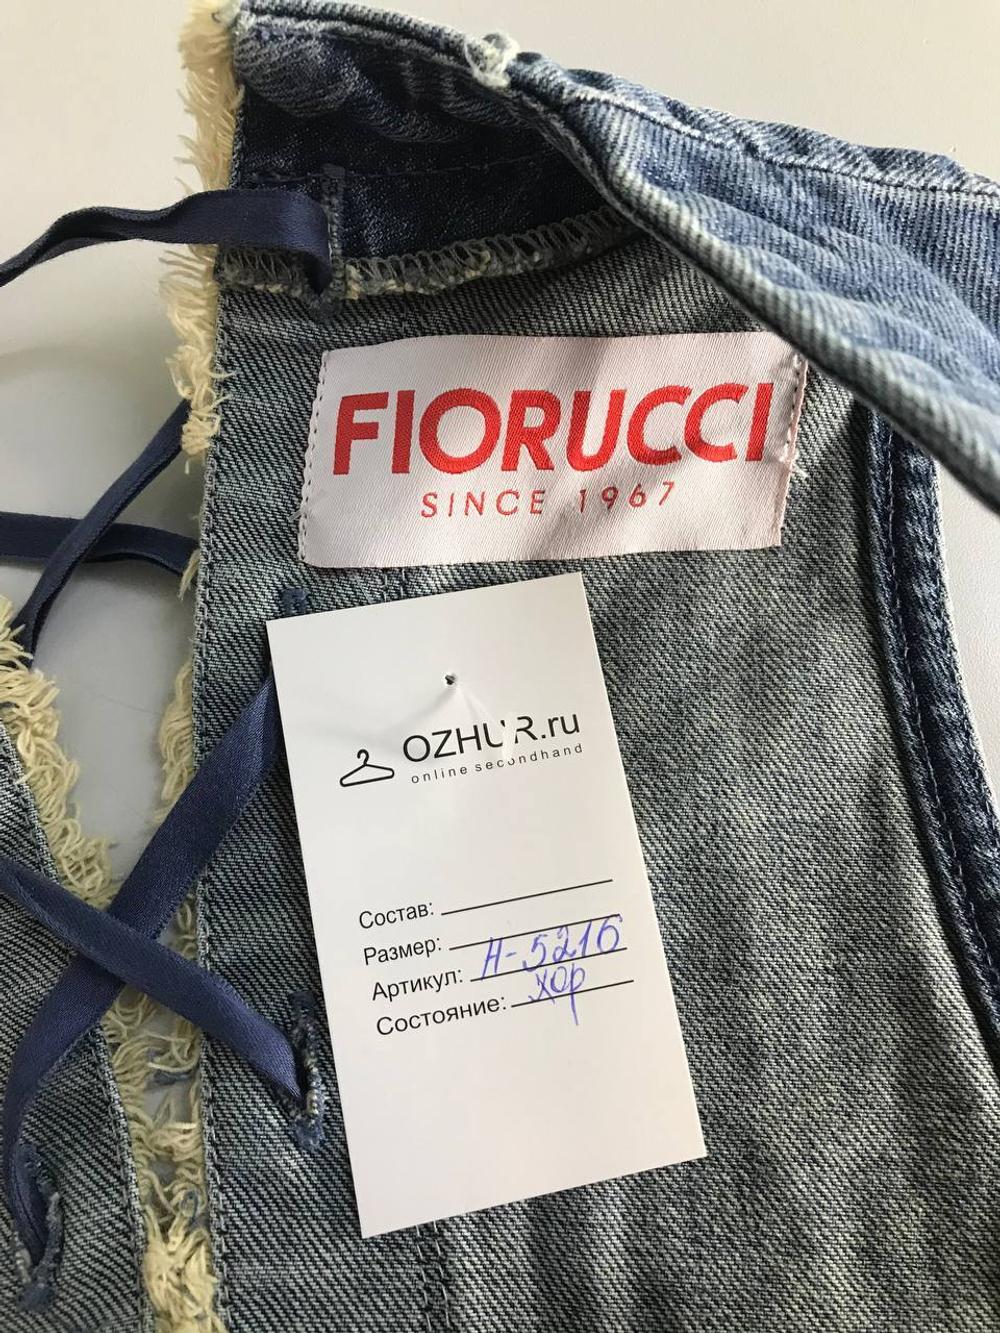 FIORUCCI
SINCE 1967
OZHUR.ru
online secondhand
Состав:
Размер:
Артикул: Н-5216
Состояние: хор